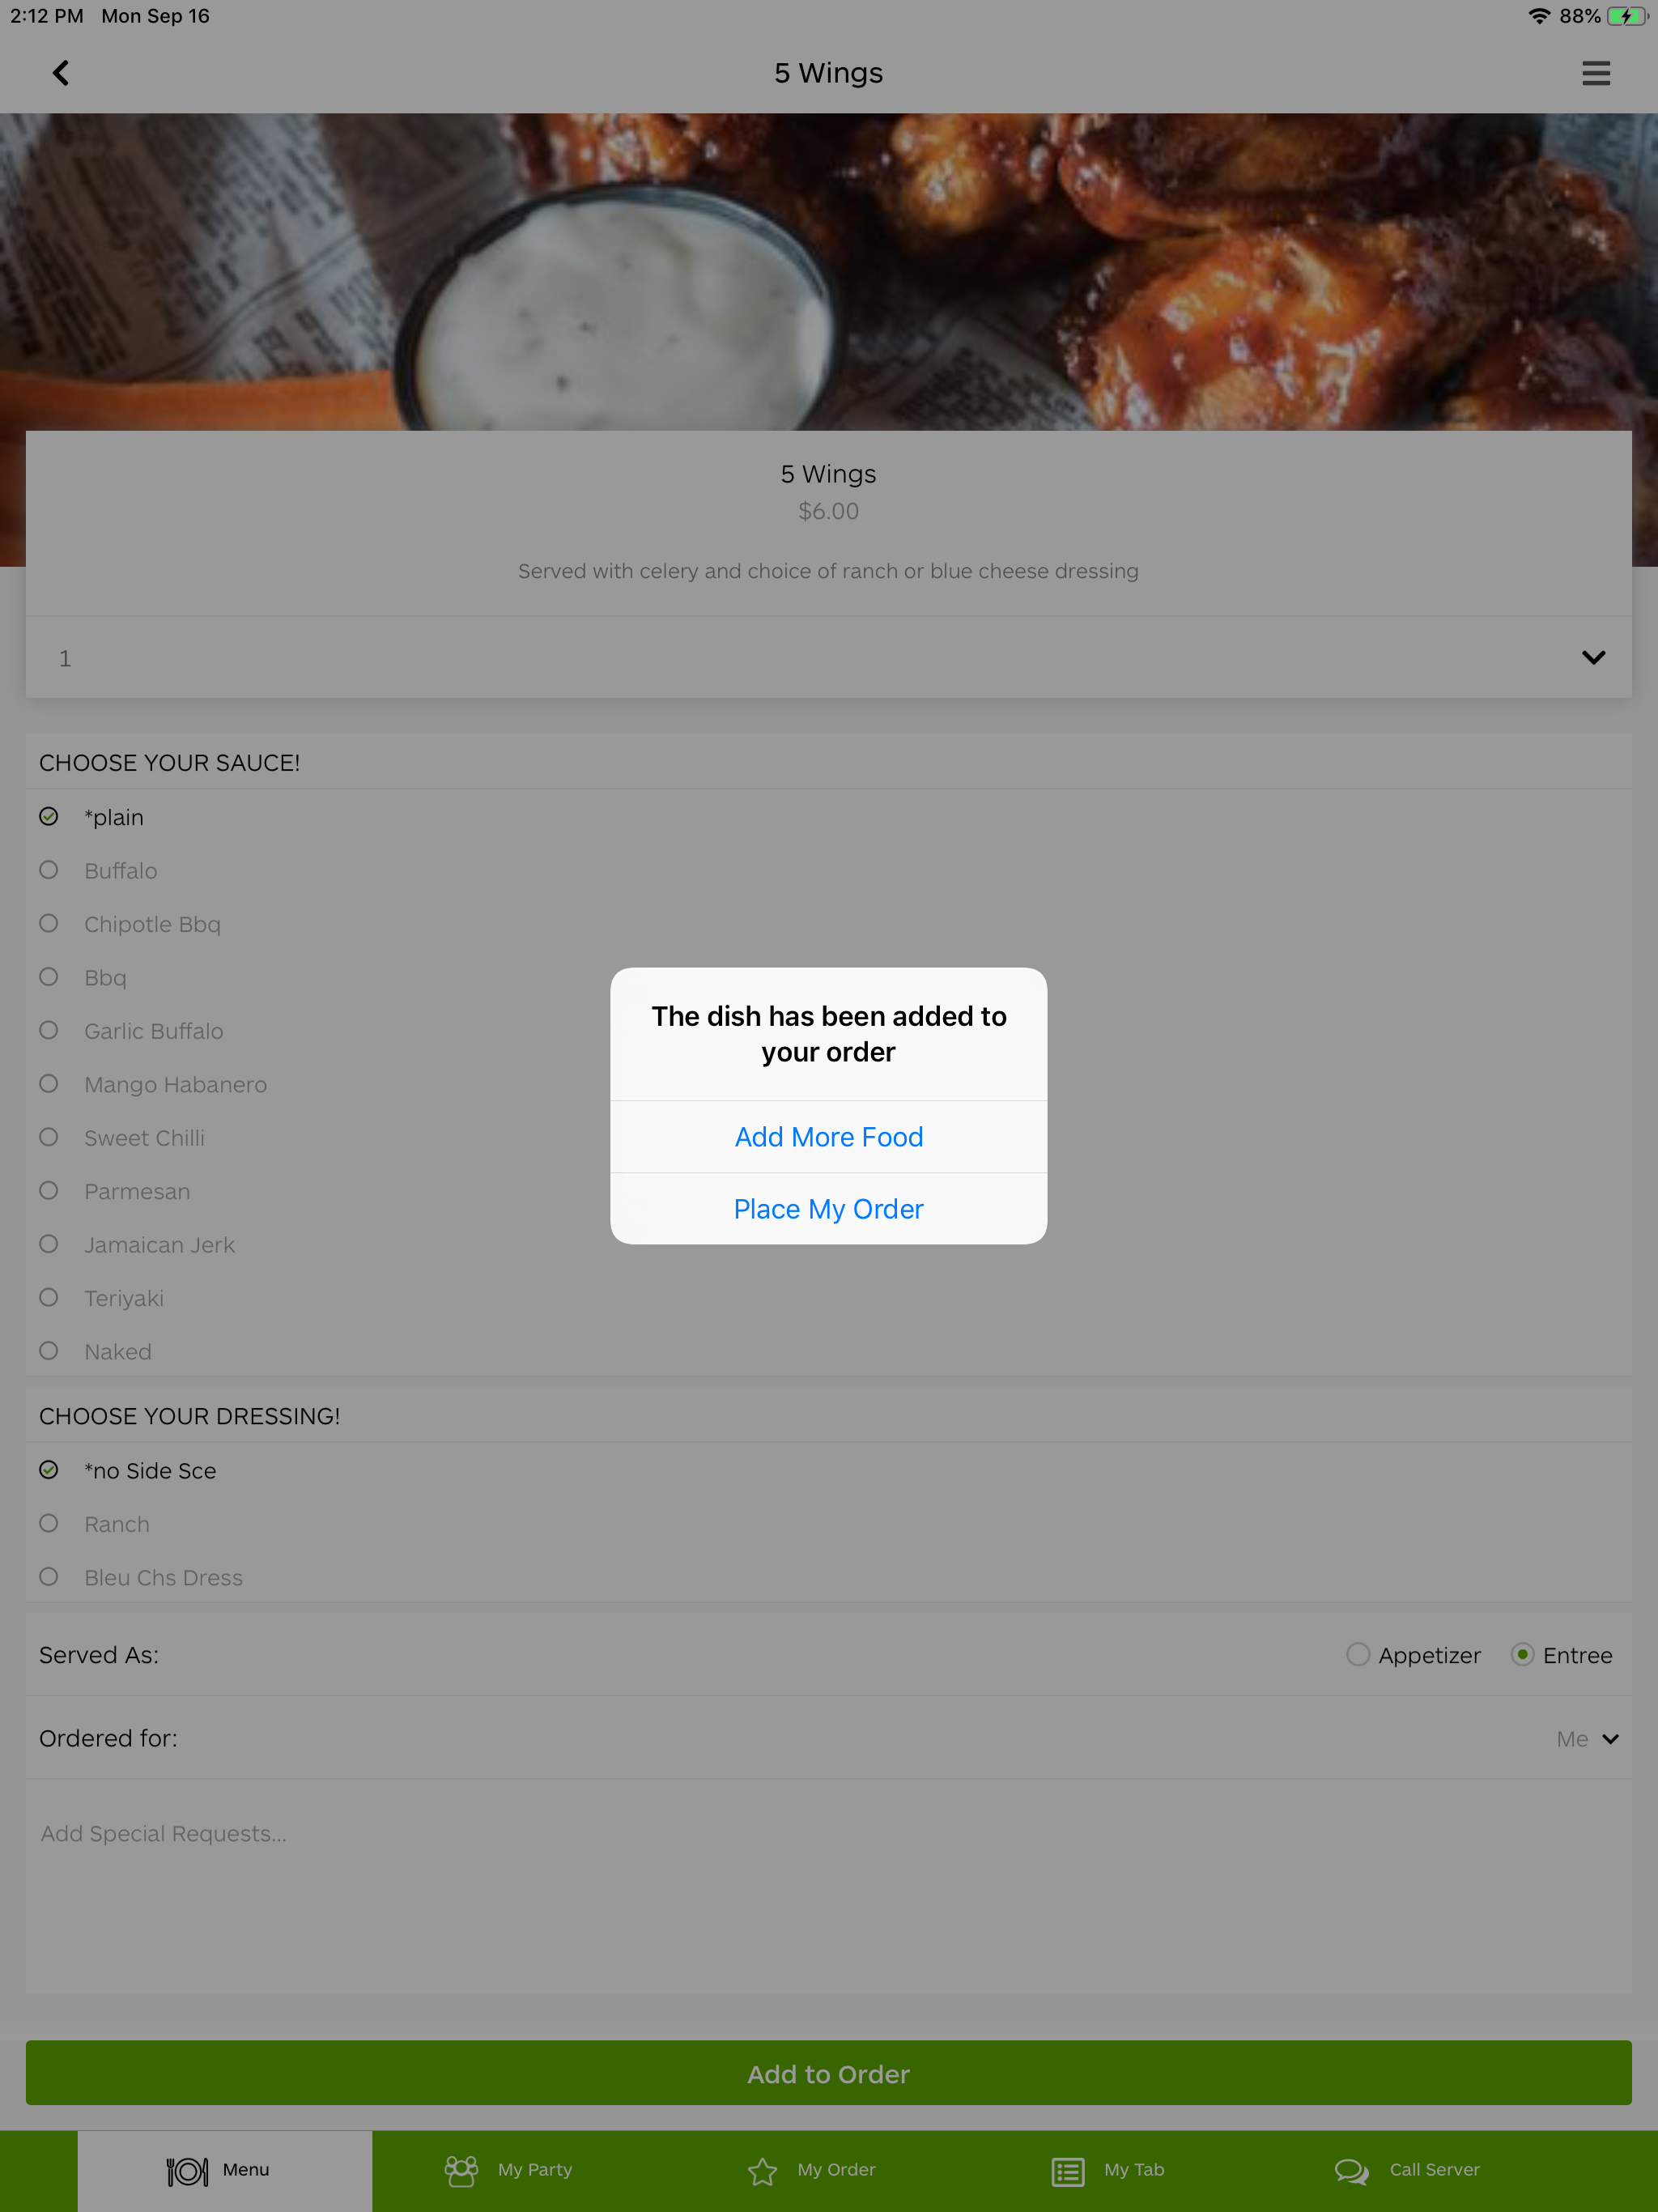 2:12 PM Mon Sep 16
88%
5 Wings
5 Wings
$6.00
Served with celery and choice of ranch or blue cheese dressing
1
CHOOSE YOUR SAUCE!
*plain
Buffalo
Chipotle Bbq
Bbq
Garlic Buffalo
Mango Habanero
Sweet Chilli
Parmesan
Jamaican Jerk
Teriyaki
Naked
The dish has been added to
your order
Add More Food
Place My Order
CHOOSE YOUR DRESSING!
*no Side Sce
Ranch
Bleu Chs Dress
Served As:
Appetizer
Entree
Ordered for:
Me
Add Special Requests...
Add to Order
Menu
My Party
My Order
My Tab
Call Server